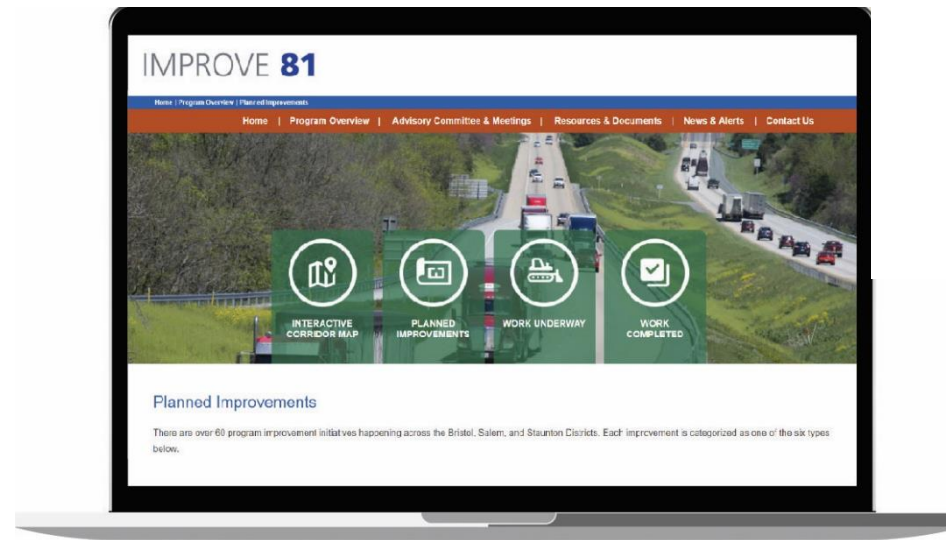 IMPROVE 81
Home | Program Overview | Planned Improvements
Home | Program Overview | Advisory Committee & Meetings | Resources & Documents | News & Alerts | Contact Us
INTERACTIVE
CORRIDOR MAP
PLANNED
IMPROVEMENTS
WORK UNDERWAY
WORK
COMPLETED
Planned Improvements
There are over 60 program improvement initiatives happening across the Bristol, Salem, and Staunton Districts. Each improvement is categorized as one of the six types
below.